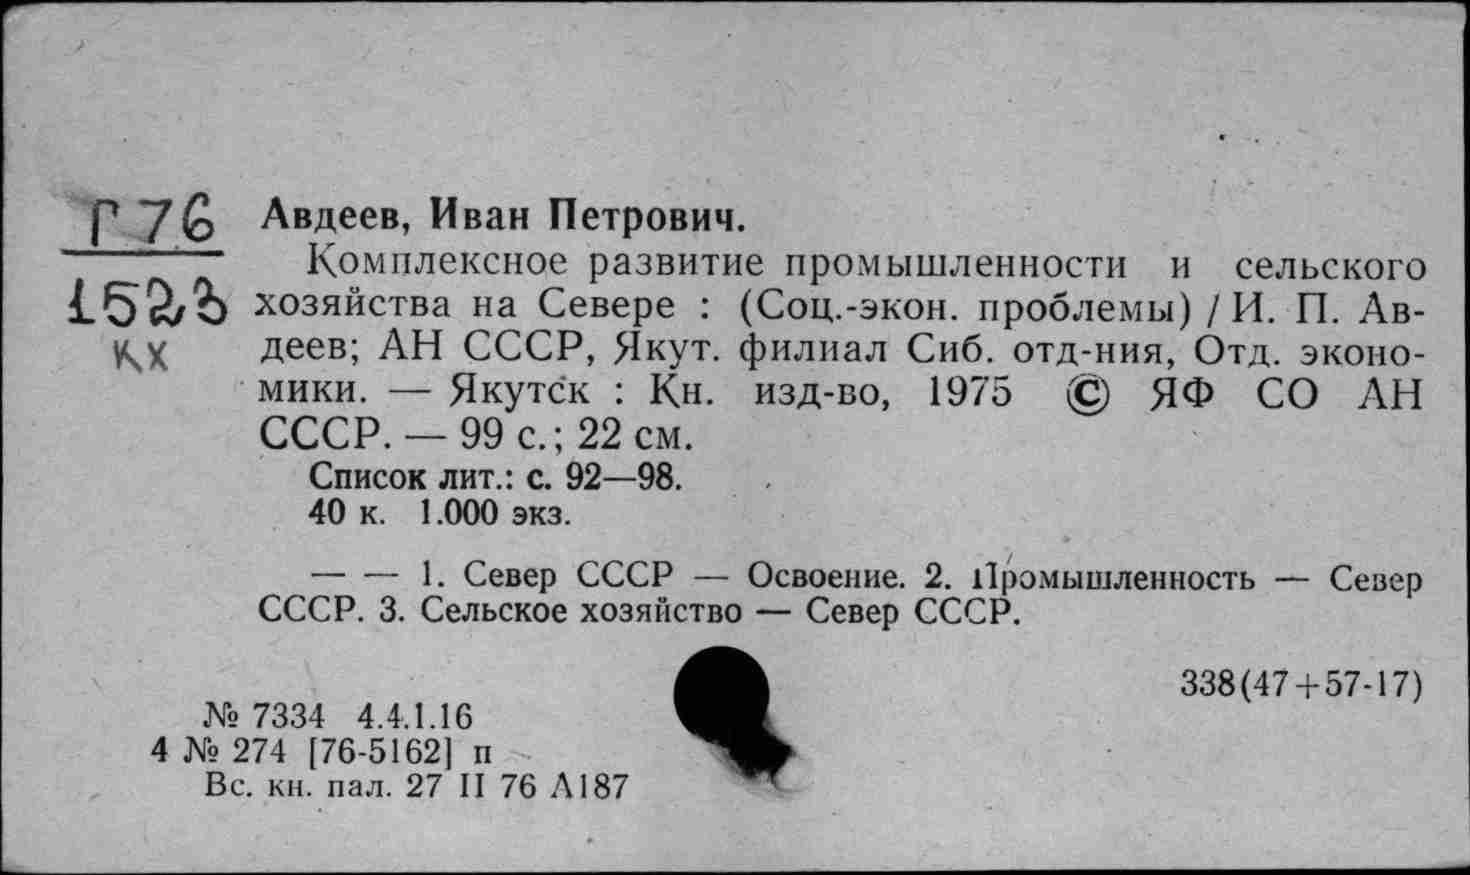 Г 76
1523
кх
Авдеев, Иван Петрович.
Комплексное развитие промышленности и сельского
хозяйства на Севере : (Соц.-экон. проблемы) / И. П. Ав-
деев; АН СССР, Якут. филиал Сиб. отд-ния, Отд. эконо-
мики. — Якутск : Кн. изд-во, 1975 © ЯФ СО АН
СССР. — 99 с.; 22 см.
Список лит.: с. 92—98.
40 к. 1.000 экз.
— — 1. Север СССР — Освоение. 2. Промышленность — Север
СССР. 3. Сельское хозяйство — Север СССР.
338(47+57-17)
№ 7334 4.4.1.16
4 № 274 [76-5162] п
Вс. кн. пал. 27 II 76 А187